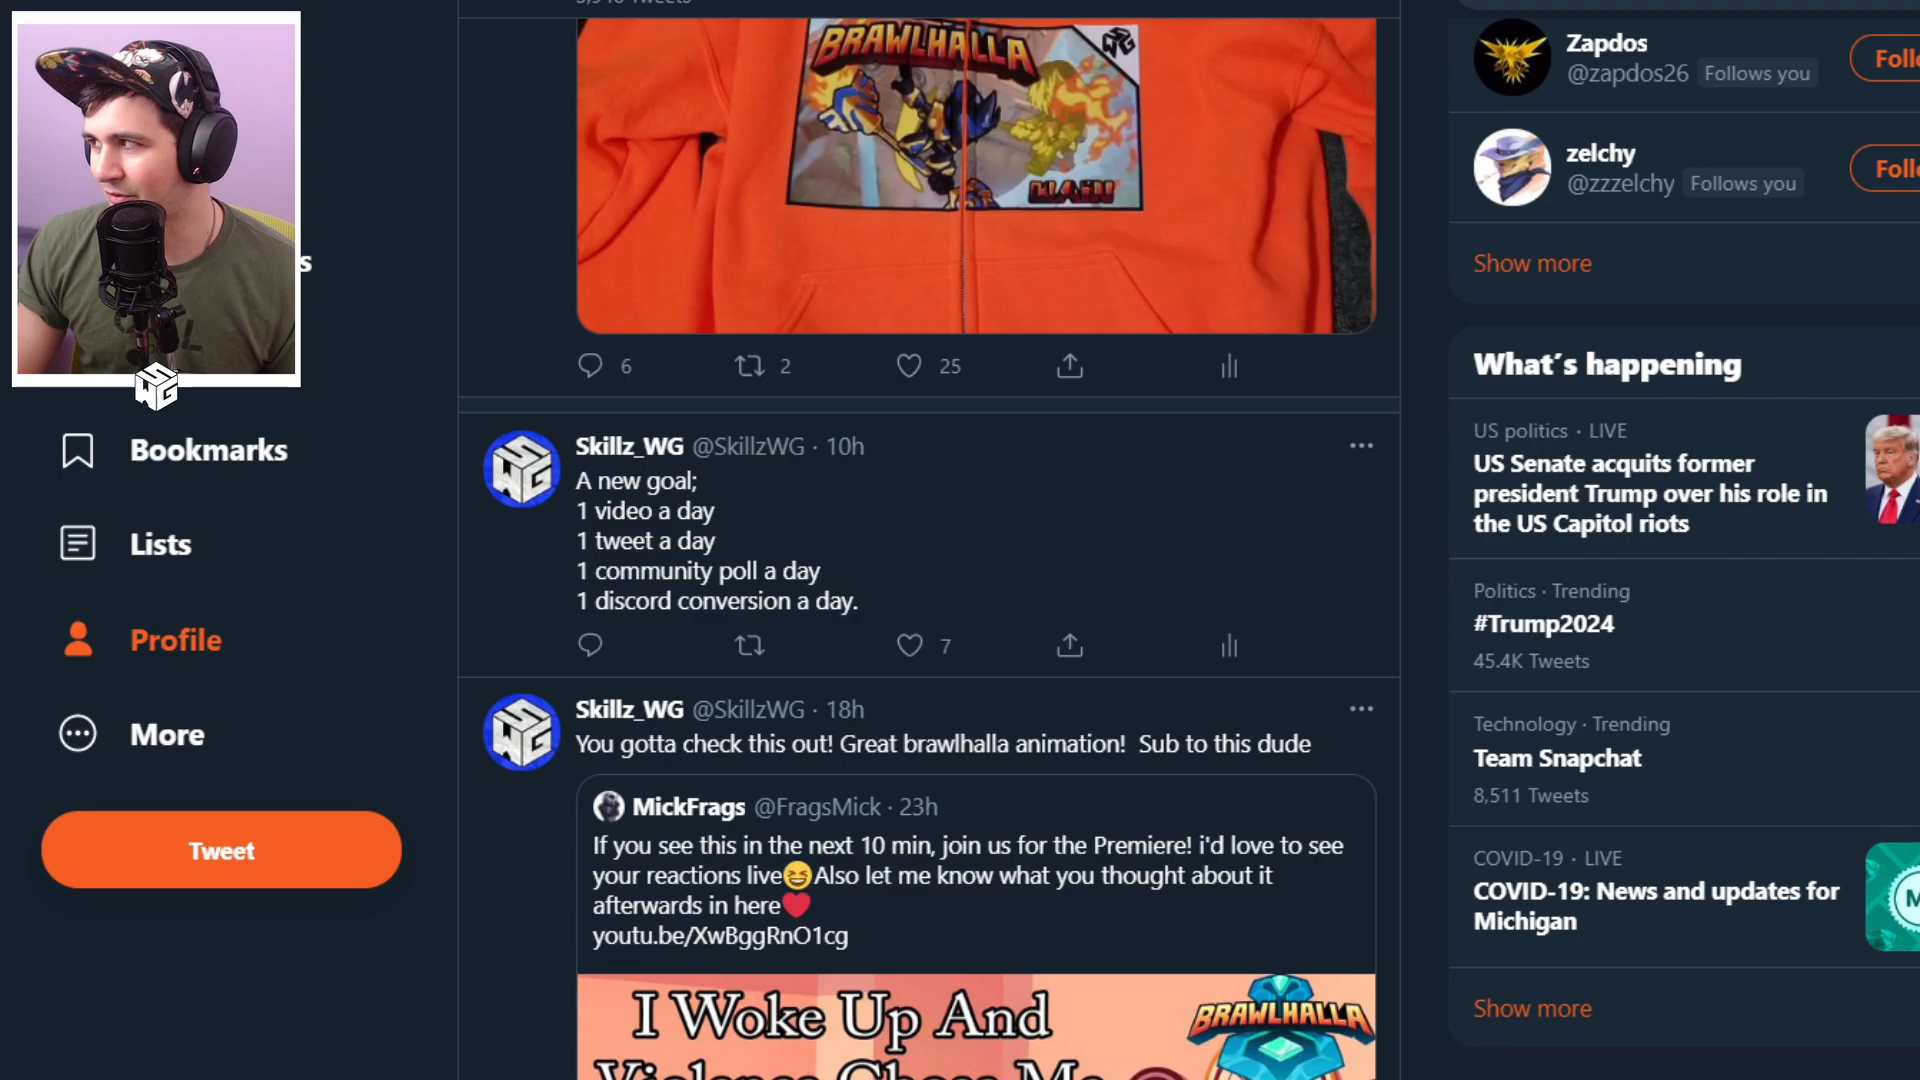 BRAWLHALLA
Zapdos
@zapdos26 Follows you
zelchy
@zzzelchy Follows you
Show more
6 2 25
What's happening
US politics · LIVE
US Senate acquits former
president Trump over his role in
the US Capitol riots
Politics · Trending
#Trump2024
45.4K Tweets
Technology · Trending
Team Snapchat
8,511 Tweets
COVID-19 · LIVE
COVID-19: News and updates for
Michigan
Show more
Bookmarks
Lists
Profile
More
Tweet
Skillz_WG @SkillzWG · 10h
A new goal;
1 video a day
1 tweet a day
1 community poll a day
1 discord conversion a day.
7
Skillz_WG @SkillzWG · 18h
You gotta check this out! Great brawlhalla animation! Sub to this dude
MickFrags @FragsMick · 23h
If you see this in the next 10 min, join us for the Premiere! i'd love to see
your reactions live😆Also let me know what you thought about it
afterwards in here❤️
youtu.be/XwBggRnO1cg
I Woke Up And
BRAWLHALLA
Violence Chose Me